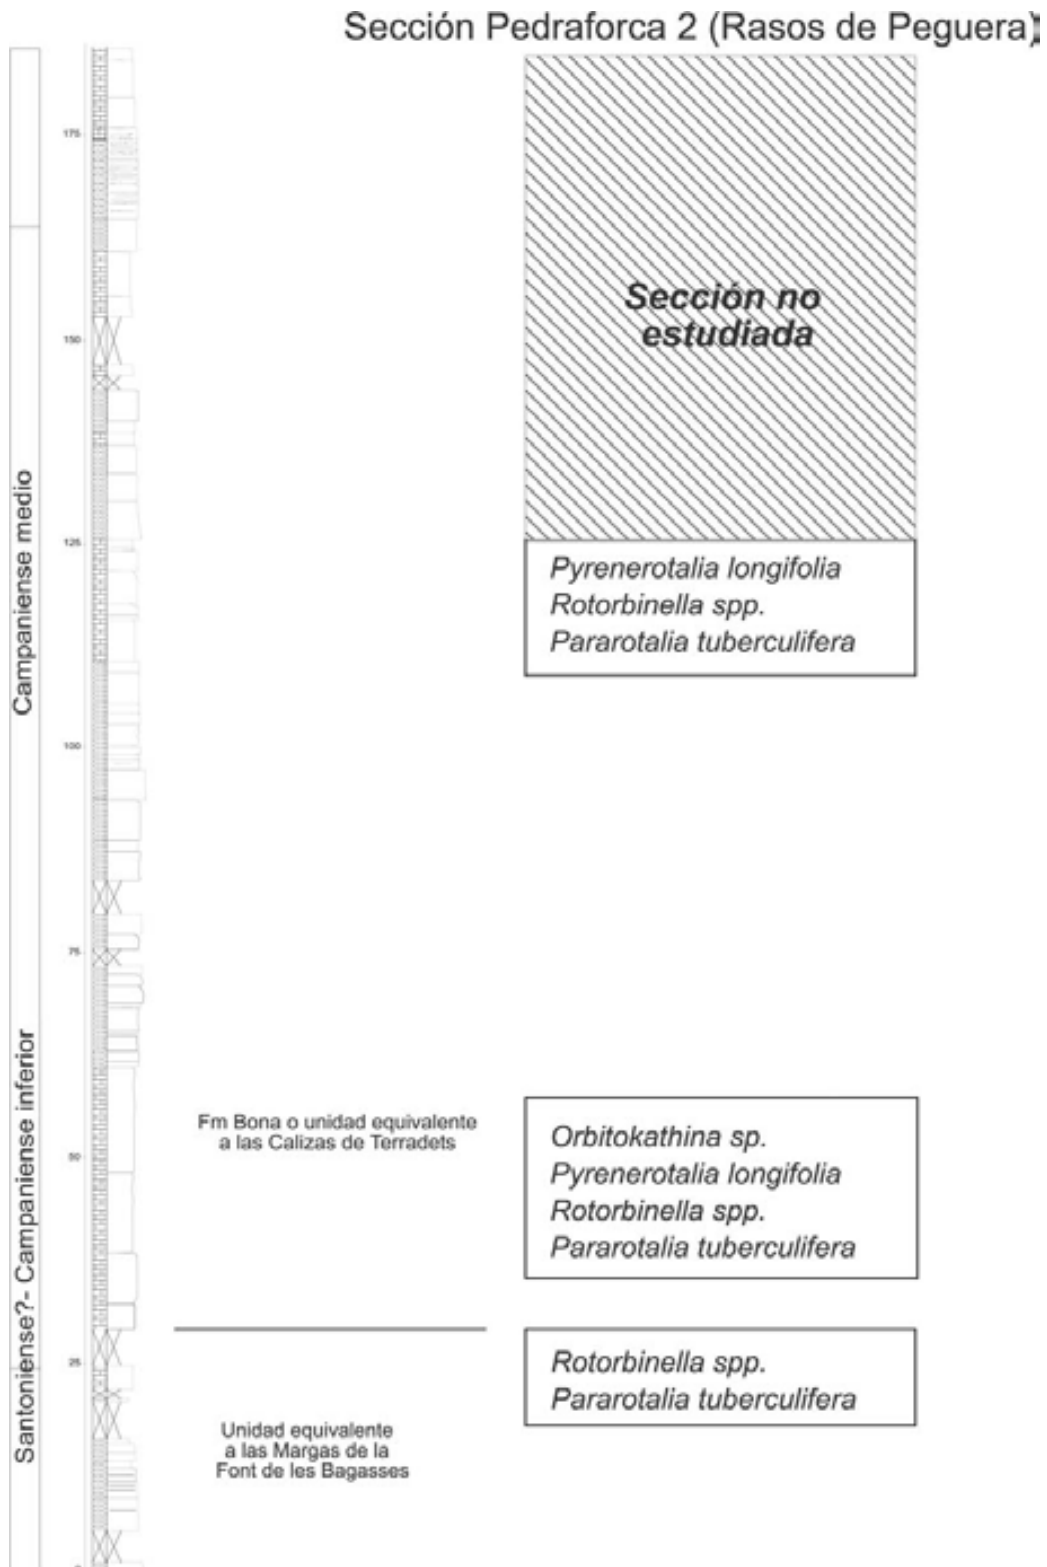 Sección Pedraforca 2 (Rasos de Peguera)
175
150
Sección no
estudiada
Campaniense medio
125
Pyrenerotalia longifolia
Rotorbinella spp.
Pararotalia tuberculifera
100
75
Santoniense?- Campaniense inferior
Fm Bona o unidad equivalente
a las Calizas de Terradets
50
Orbitokathina sp.
Pyrenerotalia longifolia
Rotorbinella spp.
Pararotalia tuberculifera
25
Rotorbinella spp.
Pararotalia tuberculifera
Unidad equivalente
a las Margas de la
Font de les Bagasses